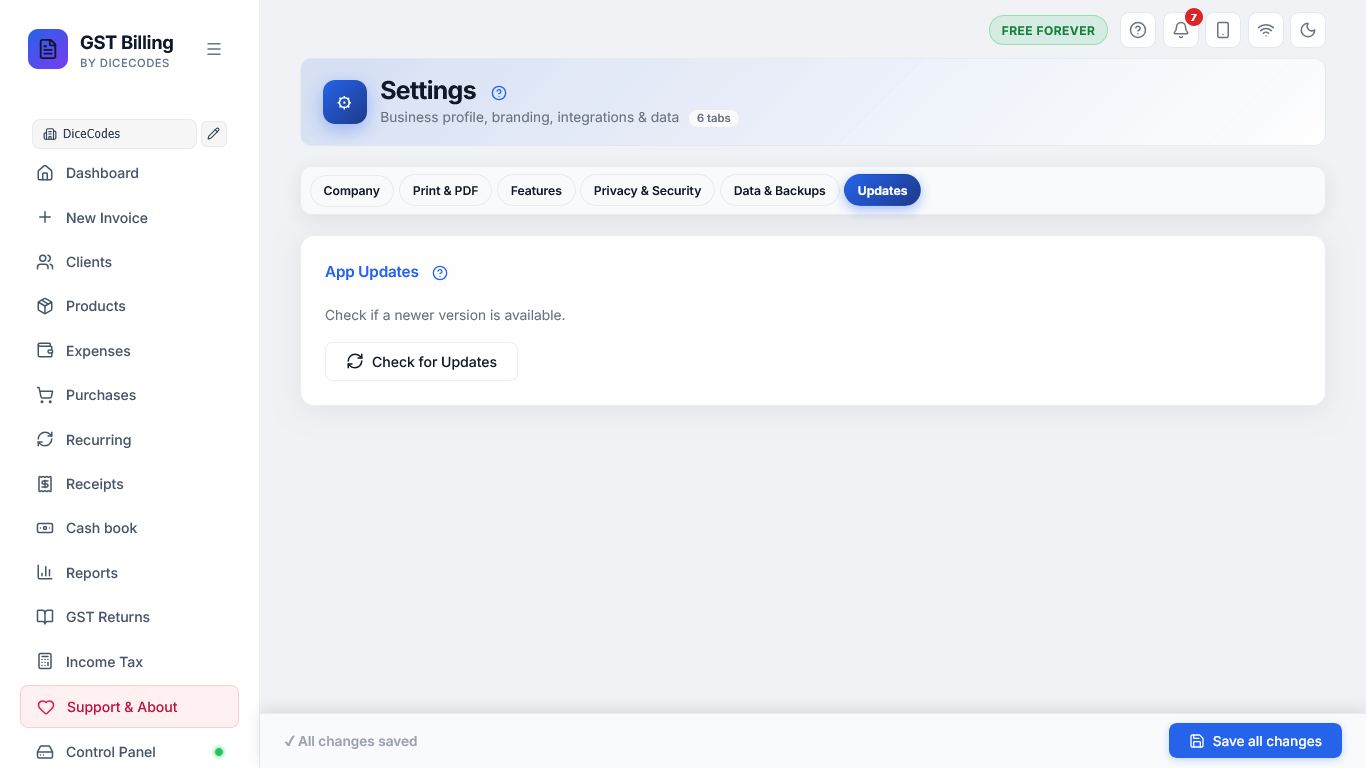 GST Billing
BY DICECODES
DiceCodes
Dashboard
New Invoice
Clients
Products
Expenses
Purchases
Recurring
Receipts
Cash book
Reports
GST Returns
Income Tax
Support & About
Control Panel
FREE FOREVER
7
Settings
Business profile, branding, integrations & data 6 tabs
Company Print & PDF Features Privacy & Security Data & Backups Updates
App Updates
Check if a newer version is available.
Check for Updates
✓ All changes saved
Save all changes